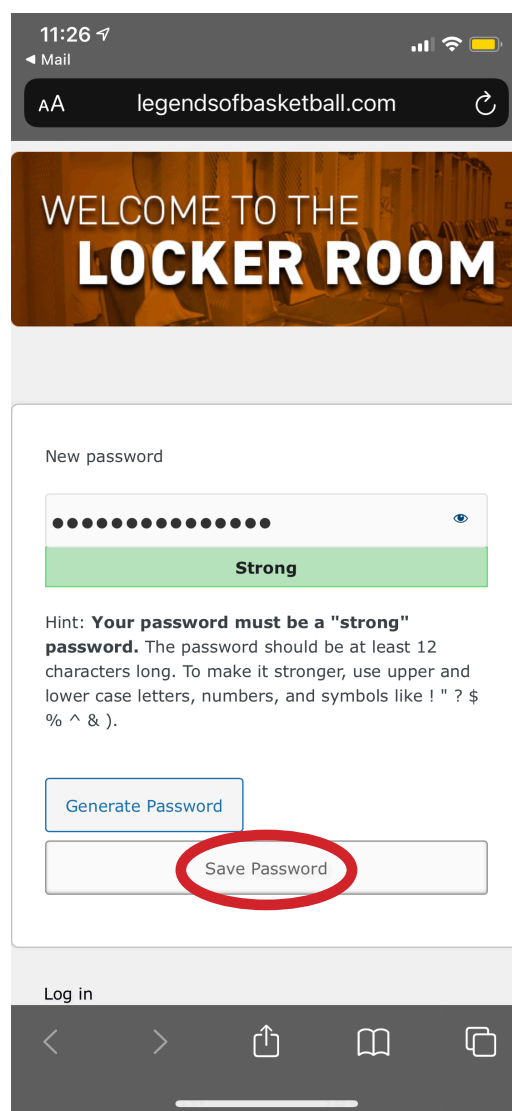 11:26
◀ Mail
AA legendsofbasketball.com
WELCOME TO THE
LOCKER ROOM
New password
●●●●●●●●●●●●●●●
Strong
Hint: Your password must be a "strong"
password. The password should be at least 12
characters long. To make it stronger, use upper and
lower case letters, numbers, and symbols like ! " ? $
% ^ & ).
Generate Password
Save Password
Log in